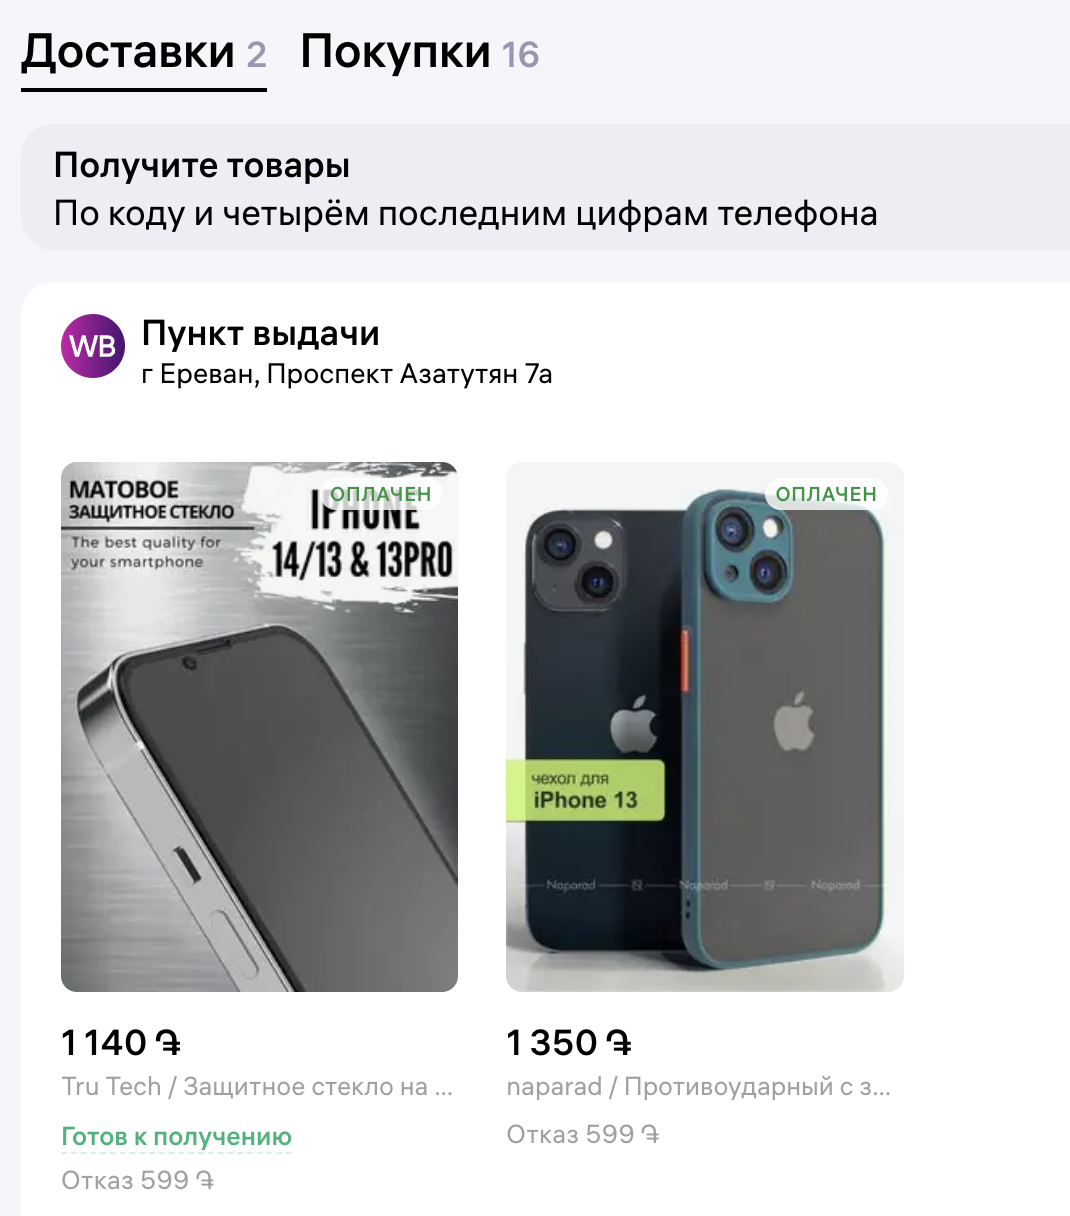 Доставки 2 Покупки 16
Получите товары
По коду и четырём последним цифрам телефона
WB
Пункт выдачи
г Ереван, Проспект Азатутян 7а
МАТОВОЕ
ЗАЩИТНОЕ СТЕКЛО
The best quality for
your smartphone
ОПЛАЧЕН
IPHONE
14/13 & 13PRO
ОПЛАЧЕН
чехол для
iPhone 13
Naparad Naparad Naparad
1 140 ֏
Tru Tech / Защитное стекло на ...
Готов к получению
Отказ 599 ֏
1 350 ֏
naparad / Противоударный с з...
Отказ 599 ֏